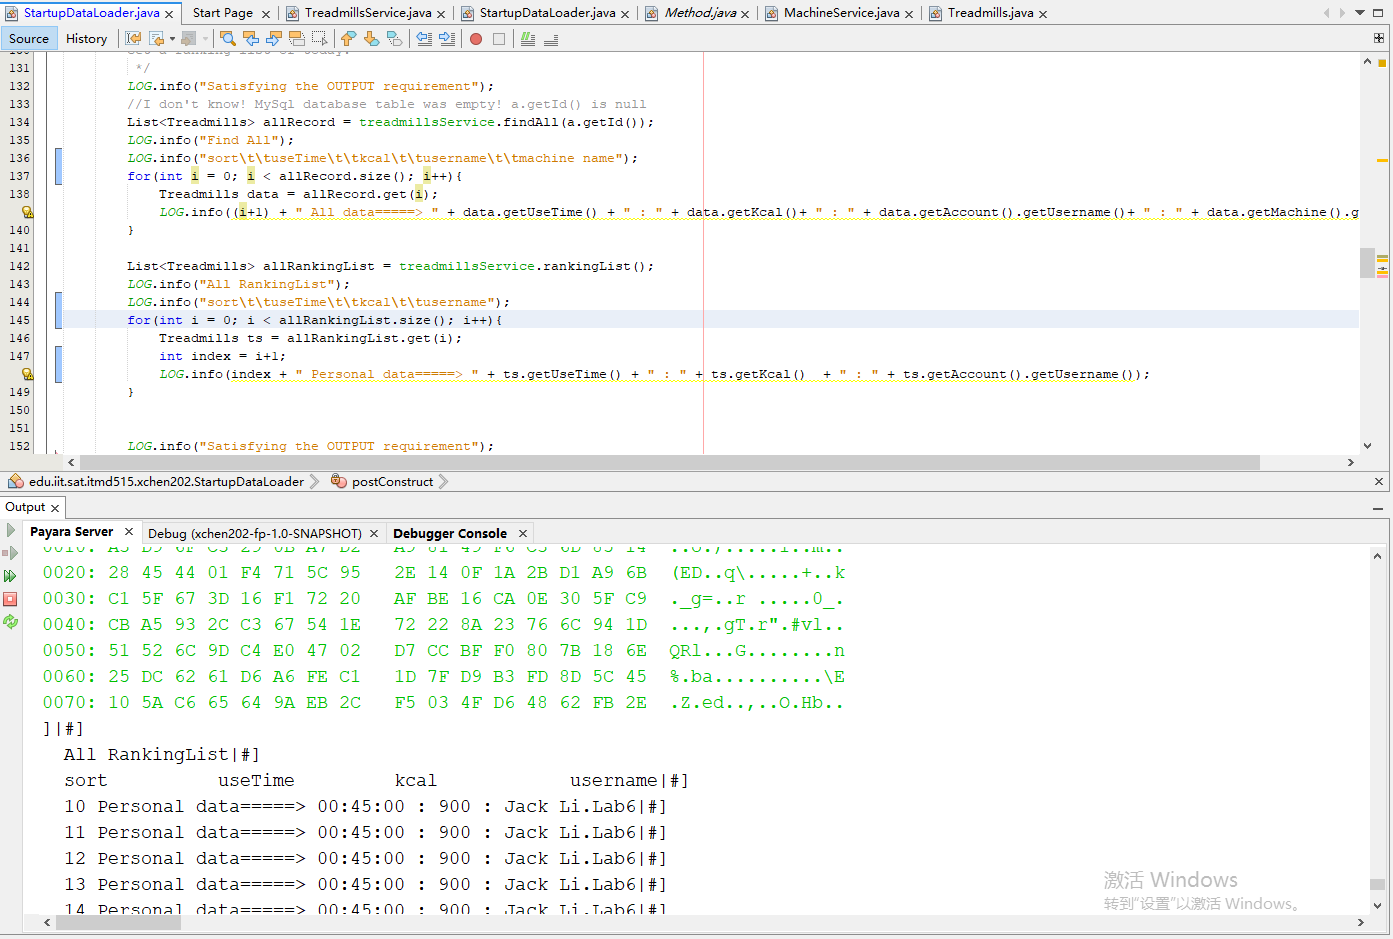 StartupDataLoader.java Start Page TreadmillsService.java StartupDataLoader.java Method.java MachineService.java Treadmills.java
Source History
131 */
132 LOG.info("Satisfying the OUTPUT requirement");
133 //I don't know! MySql database table was empty! a.getId() is null
134 List<Treadmills> allRecord = treadmillsService.findAll(a.getId());
135 LOG.info("Find All");
136 LOG.info("sort\t\tuseTime\t\tkcal\t\tusername\t\tmachine name");
137 for(int i = 0; i < allRecord.size(); i++){
138 Treadmills data = allRecord.get(i);
LOG.info((i+1) + " All data=====> " + data.getUseTime() + " : " + data.getKcal()+ " : " + data.getAccount().getUsername()+ " : " + data.getMachine().g
140 }
141
142 List<Treadmills> allRankingList = treadmillsService.rankingList();
143 LOG.info("All RankingList");
144 LOG.info("sort\t\tuseTime\t\tkcal\t\tusername");
145 for(int i = 0; i < allRankingList.size(); i++){
146 Treadmills ts = allRankingList.get(i);
147 int index = i+1;
LOG.info(index + " Personal data=====> " + ts.getUseTime() + " : " + ts.getKcal()  + " : " + ts.getAccount().getUsername());
149 }
150
151
152 LOG.info("Satisfying the OUTPUT requirement");
edu.iit.sat.itmd515.xchen202.StartupDataLoader postConstruct
Output
Payara Server Debug (xchen202-fp-1.0-SNAPSHOT) Debugger Console
0020: 28 45 44 01 F4 71 5C 95 2E 14 0F 1A 2B D1 A9 6B (ED..q\.....+..k
0030: C1 5F 67 3D 16 F1 72 20 AF BE 16 CA 0E 30 5F C9 ._g=..r .....0_.
0040: CB A5 93 2C C3 67 54 1E 72 22 8A 23 76 6C 94 1D ...,.gT.r".#vl..
0050: 51 52 6C 9D C4 E0 47 02 D7 CC BF F0 80 7B 18 6E QRl...G........n
0060: 25 DC 62 61 D6 A6 FE C1 1D 7F D9 B3 FD 8D 5C 45 %.ba..........\E
0070: 10 5A C6 65 64 9A EB 2C F5 03 4F D6 48 62 FB 2E .Z.ed..,..O.Hb..
]|#]
All RankingList|#]
sort useTime kcal username|#]
10 Personal data=====> 00:45:00 : 900 : Jack Li.Lab6|#]
11 Personal data=====> 00:45:00 : 900 : Jack Li.Lab6|#]
12 Personal data=====> 00:45:00 : 900 : Jack Li.Lab6|#]
13 Personal data=====> 00:45:00 : 900 : Jack Li.Lab6|#]
14 Personal data=====> 00:45:00 : 900 : Jack Li.Lab6|#]
激活 Windows
转到"设置"以激活 Windows。